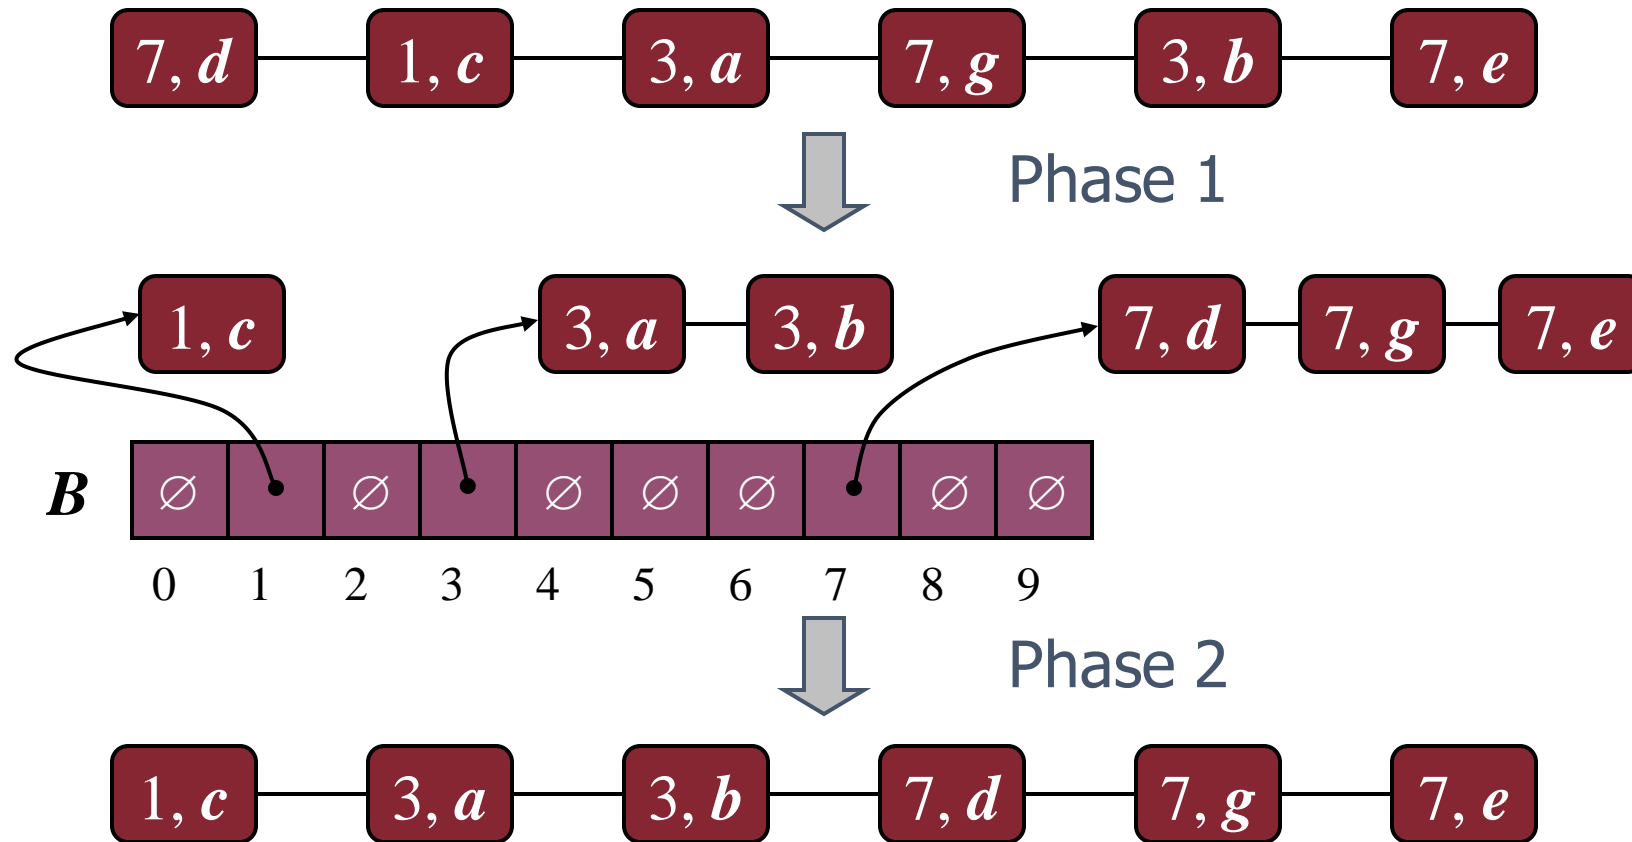 7, d 1, c 3, a 7, g 3, b 7, e
Phase 1
1, c 3, a 3, b 7, d 7, g 7, e
B ∅ ∅ ∅ ∅ ∅ ∅ ∅
0 1 2 3 4 5 6 7 8 9
Phase 2
1, c 3, a 3, b 7, d 7, g 7, e